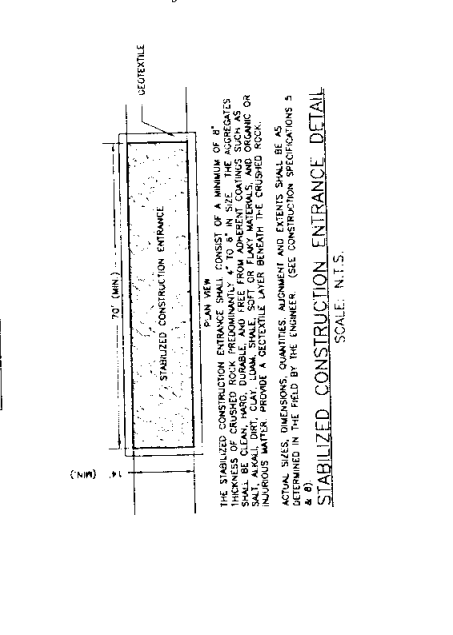 GEOTEXTILE
70' (MIN.)
14' (MIN.)
STABILIZED CONSTRUCTION ENTRANCE
PLAN VIEW
THE STABILIZED CONSTRUCTION ENTRANCE SHALL CONSIST OF A MINIMUM OF 8"
THICKNESS OF CRUSHED ROCK PREDOMINANTLY 4" TO 8" IN SIZE. THE AGGREGATES
SHALL BE CLEAN, HARD, DURABLE, AND FREE FROM ADHERENT COATINGS SUCH AS
SALT, ALKALI, DIRT, CLAY, LOAM, SHALE, SOFT OR FLAKY MATERIALS, AND ORGANIC OR
INJURIOUS MATTER. PROVIDE A GEOTEXTILE LAYER BENEATH THE CRUSHED ROCK.
ACTUAL SIZES, DIMENSIONS, QUANTITIES, ALIGNMENT AND EXTENTS SHALL BE AS
DETERMINED IN THE FIELD BY THE ENGINEER. (SEE CONSTRUCTION SPECIFICATIONS 5
& 8).
STABILIZED CONSTRUCTION ENTRANCE DETAIL
SCALE: N.T.S.